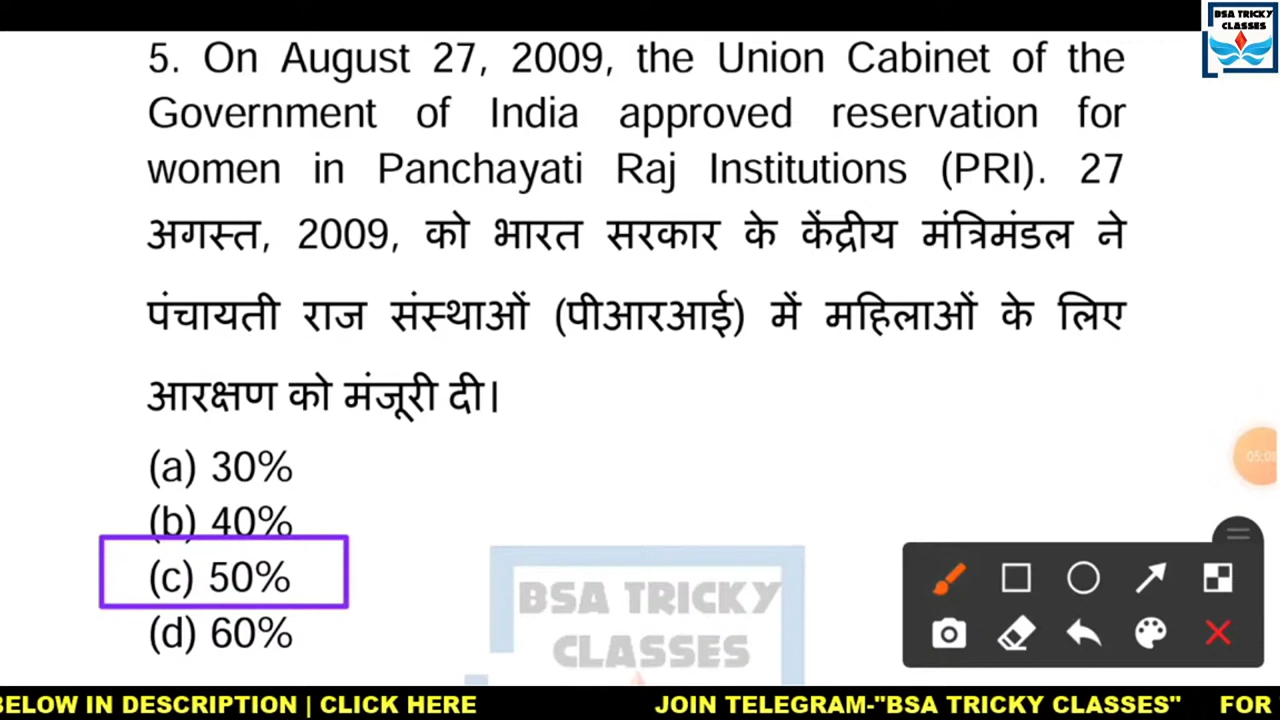 BSA TRICKY
CLASSES
5. On August 27, 2009, the Union Cabinet of the
Government of India approved reservation for
women in Panchayati Raj Institutions (PRI). 27
अगस्त, 2009, को भारत सरकार के केंद्रीय मंत्रिमंडल ने
पंचायती राज संस्थाओं (पीआरआई) में महिलाओं के लिए
आरक्षण को मंजूरी दी।
(a) 30%
(b) 40%
(c) 50%
(d) 60%
BSA TRICKY
CLASSES
BELOW IN DESCRIPTION | CLICK HERE JOIN TELEGRAM-"BSA TRICKY CLASSES" FOR